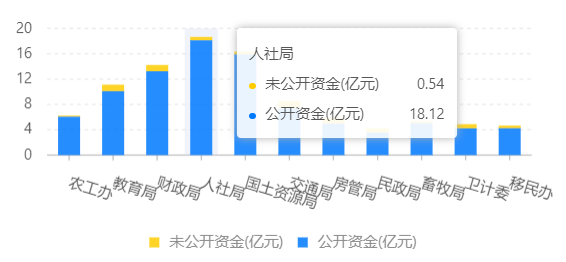 20
16
12
8
4
0
人社局
未公开资金(亿元) 0.54
公开资金(亿元) 18.12
农工办
教育局
财政局
人社局
国土资源局
交通局
房管局
民政局
畜牧局
卫计委
移民办
未公开资金(亿元) 公开资金(亿元)